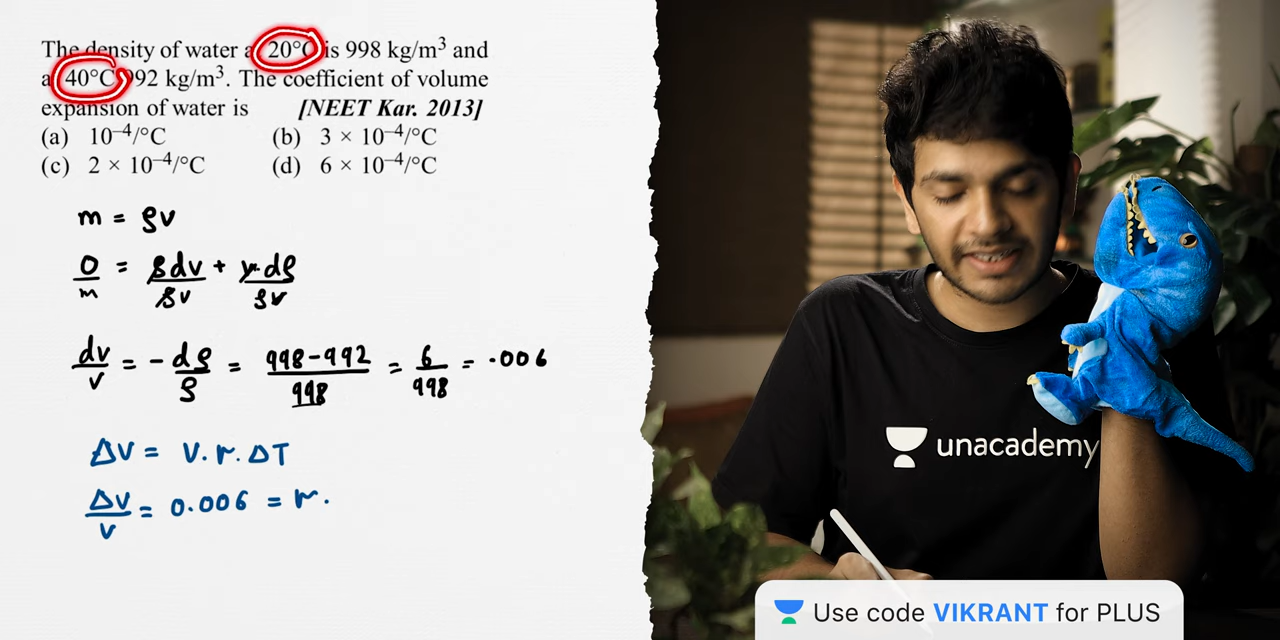 The density of water a 20°C is 998 kg/m³ and
a 40°C 992 kg/m³. The coefficient of volume
expansion of water is [NEET Kar. 2013]
(a) 10⁻⁴/°C (b) 3 × 10⁻⁴/°C
(c) 2 × 10⁻⁴/°C (d) 6 × 10⁻⁴/°C
m = ρv
0/m = ρdv/ρv + v·dρ/ρv
dv/v = - dρ/ρ = 998-992/998 = 6/998 = .006
ΔV = V.r.ΔT
ΔV/V = 0.006 = r.
unacademy
Use code VIKRANT for PLUS